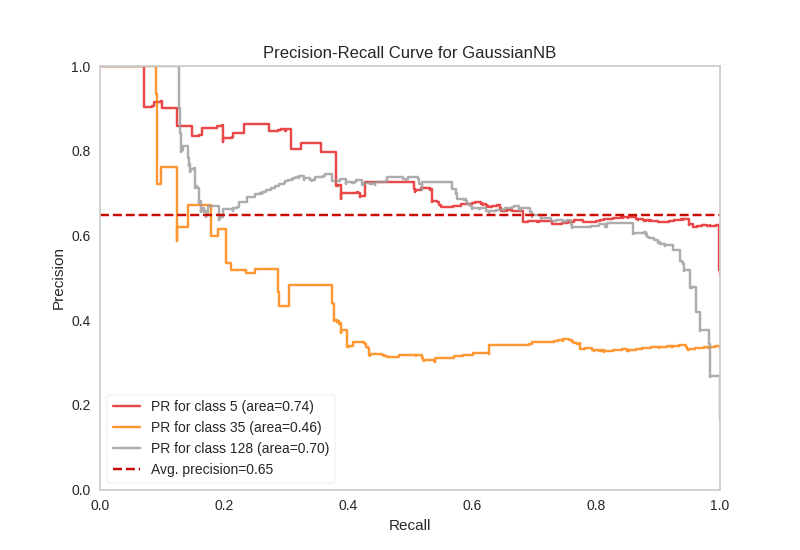 Precision-Recall Curve for GaussianNB
1.0
0.8
0.6
0.4
0.2
0.0
Precision
PR for class 5 (area=0.74)
PR for class 35 (area=0.46)
PR for class 128 (area=0.70)
Avg. precision=0.65
0.0 0.2 0.4 0.6 0.8 1.0
Recall